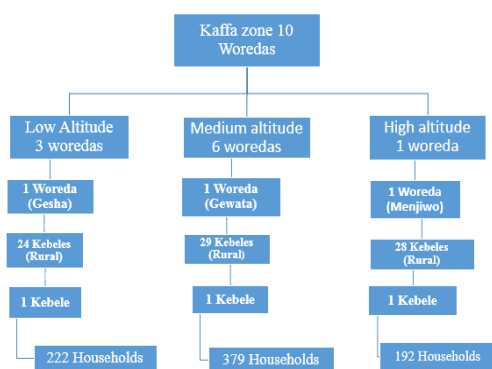 Kaffa zone 10
Woredas
Low Altitude
3 woredas
Medium altitude
6 woredas
High altitude
1 woreda
1 Woreda
(Gesha)
1 Woreda
(Gewata)
1 Woreda
(Menjiwo)
24 Kebeles
(Rural)
29 Kebeles
(Rural)
28 Kebeles
(Rural)
1 Kebele
1 Kebele
1 Kebele
222 Households
379 Households
192 Households